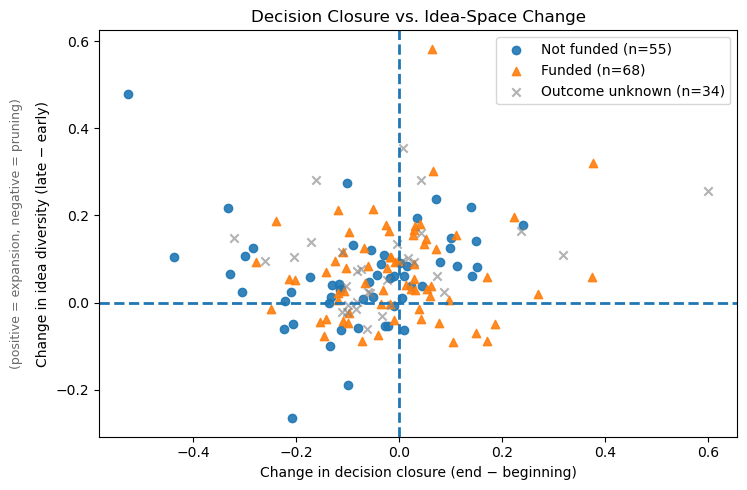 Decision Closure vs. Idea-Space Change
Not funded (n=55)
Funded (n=68)
Outcome unknown (n=34)
(positive = expansion, negative = pruning)
Change in idea diversity (late − early)
0.6
0.4
0.2
0.0
−0.2
−0.4
−0.2
0.0
0.2
0.4
0.6
Change in decision closure (end − beginning)